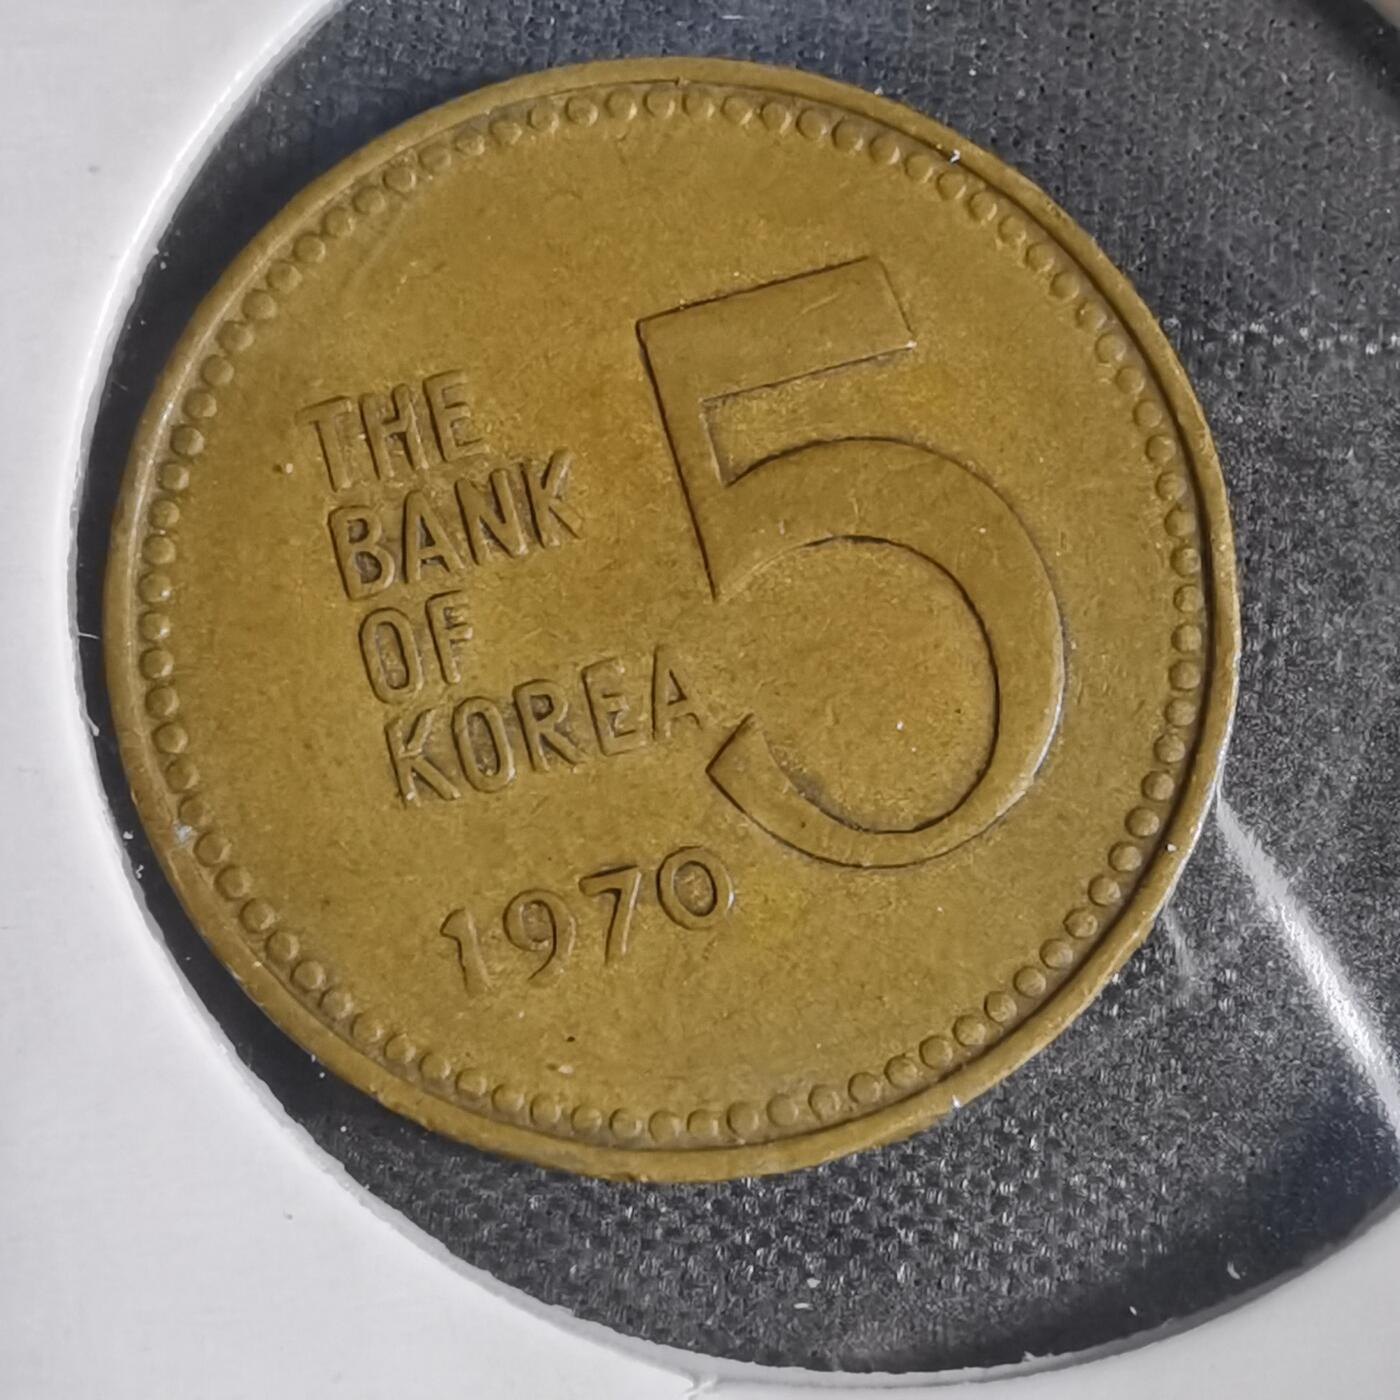 THE
BANK
OF
KOREA
5
1970